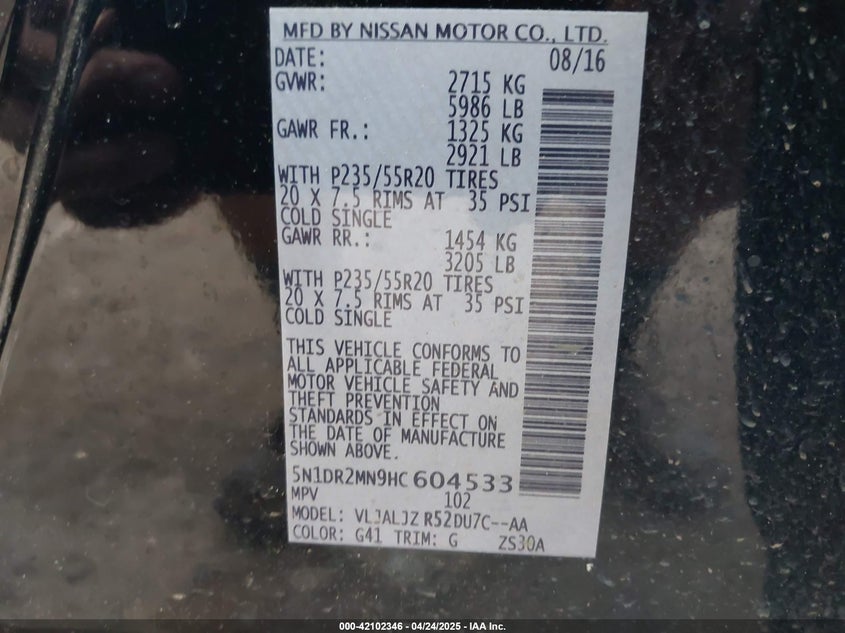 MFD BY NISSAN MOTOR CO., LTD.
DATE: 08/16
GVWR: 2715 KG
5986 LB
GAWR FR.: 1325 KG
2921 LB
WITH P235/55R20 TIRES
20 X 7.5 RIMS AT 35 PSI
COLD SINGLE
GAWR RR.: 1454 KG
3205 LB
WITH P235/55R20 TIRES
20 X 7.5 RIMS AT 35 PSI
COLD SINGLE
THIS VEHICLE CONFORMS TO
ALL APPLICABLE FEDERAL
MOTOR VEHICLE SAFETY AND
THEFT PREVENTION
STANDARDS IN EFFECT ON
THE DATE OF MANUFACTURE
SHOWN ABOVE.
5N1DR2MN9HC604533
MPV 102
MODEL: VLJALJZ R52DU7C--AA
COLOR: G41 TRIM: G ZS30A
000-42102346 - 04/24/2025 - IAA Inc.